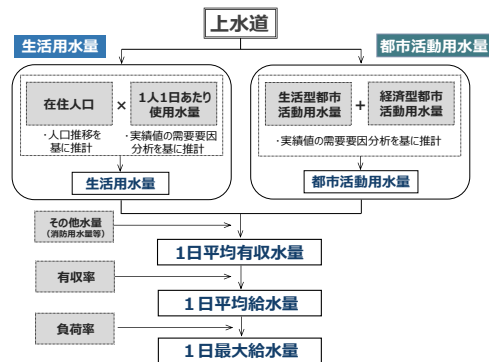 上水道
生活用水量
都市活動用水量
在住人口
×
1人1日あたり
使用水量
・人口推移を
基に推計
・実績値の需要要因
分析を基に推計
生活用水量
生活型都市
活動用水量
+
経済型都市
活動用水量
・実績値の需要要因分析を基に推計
都市活動用水量
その他水量
(消防用水量等)
1日平均有収水量
有収率
1日平均給水量
負荷率
1日最大給水量